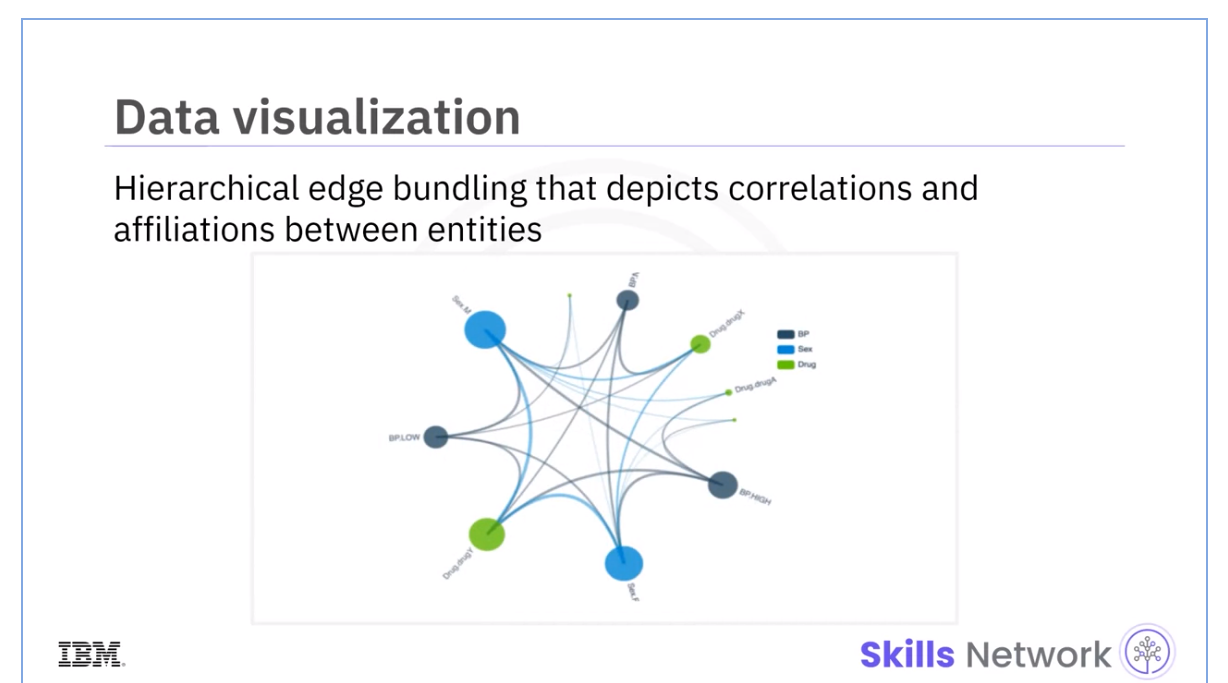 Data visualization
Hierarchical edge bundling that depicts correlations and
affiliations between entities
Sex.M
Drug.drugX
BP
Sex
Drug
Drug.drugA
BP.LOW
BP.HIGH
Drug.drugY
Sex.F
IBM
Skills Network